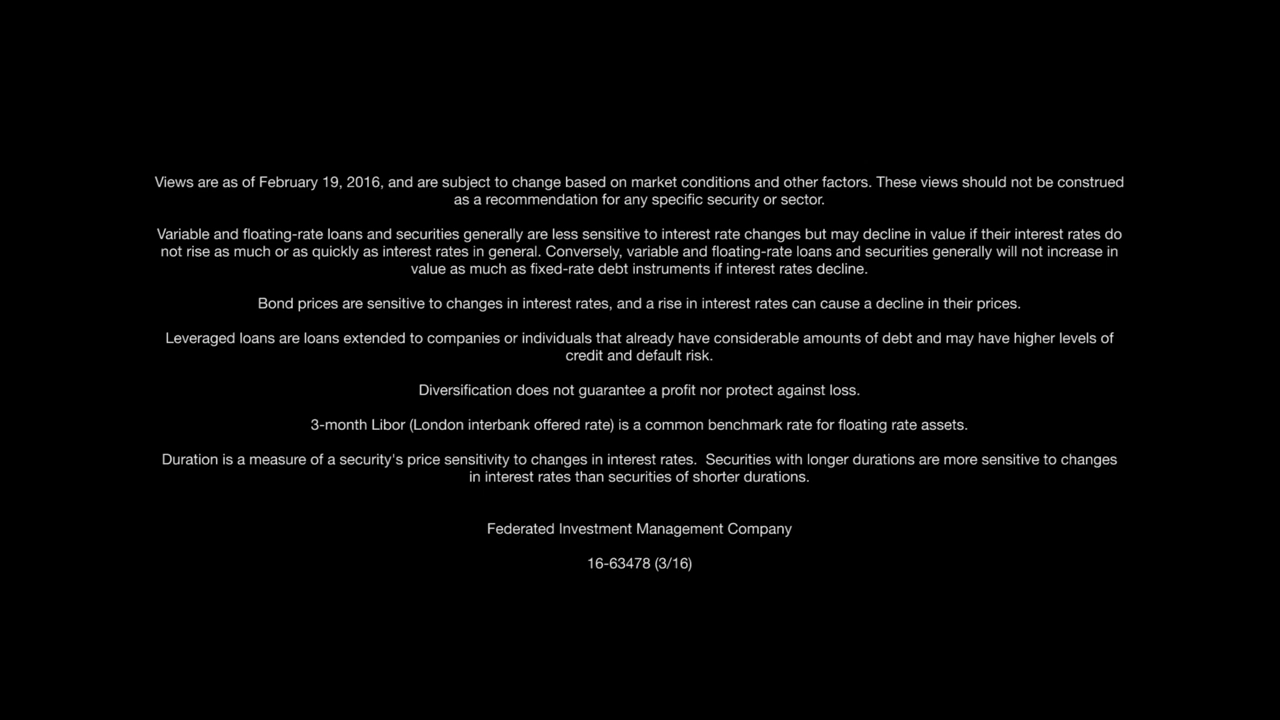 Views are as of February 19, 2016, and are subject to change based on market conditions and other factors. These views should not be construed
as a recommendation for any specific security or sector.
Variable and floating-rate loans and securities generally are less sensitive to interest rate changes but may decline in value if their interest rates do
not rise as much or as quickly as interest rates in general. Conversely, variable and floating-rate loans and securities generally will not increase in
value as much as fixed-rate debt instruments if interest rates decline.
Bond prices are sensitive to changes in interest rates, and a rise in interest rates can cause a decline in their prices.
Leveraged loans are loans extended to companies or individuals that already have considerable amounts of debt and may have higher levels of
credit and default risk.
Diversification does not guarantee a profit nor protect against loss.
3-month Libor (London interbank offered rate) is a common benchmark rate for floating rate assets.
Duration is a measure of a security's price sensitivity to changes in interest rates.  Securities with longer durations are more sensitive to changes
in interest rates than securities of shorter durations.
Federated Investment Management Company
16-63478 (3/16)